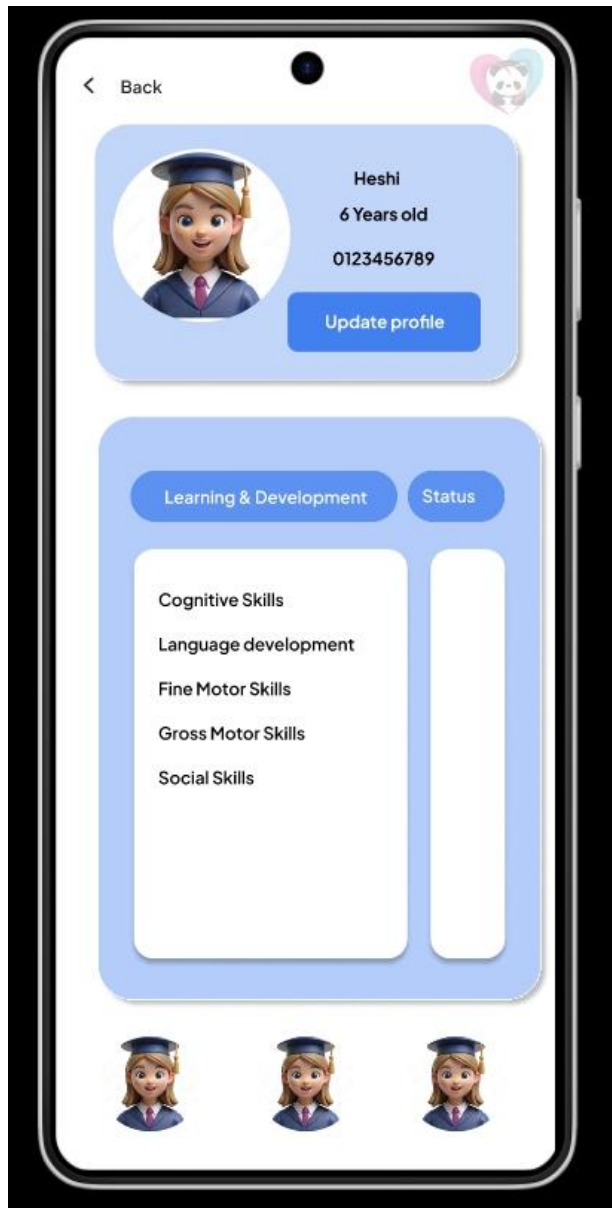 Back
Heshi
6 Years old
0123456789
Update profile
Learning & Development
Status
Cognitive Skills
Language development
Fine Motor Skills
Gross Motor Skills
Social Skills